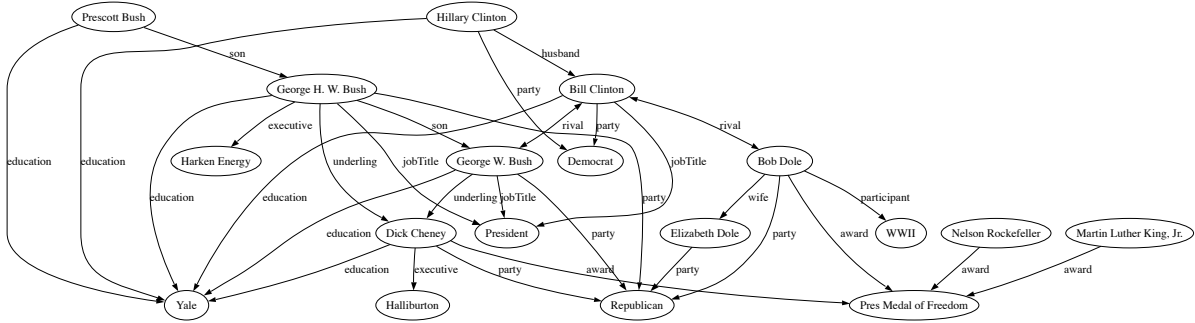 Prescott Bush
Hillary Clinton
son
husband
George H. W. Bush
party
Bill Clinton
executive
son
rival
party
rival
education
education
Harken Energy
underling
jobTitle
George W. Bush
Democrat
jobTitle
Bob Dole
education
education
underling
jobTitle
party
wife
participant
education
Dick Cheney
President
party
Elizabeth Dole
party
award
WWII
Nelson Rockefeller
Martin Luther King, Jr.
education
executive
party
award
party
award
award
Yale
Halliburton
Republican
Pres Medal of Freedom